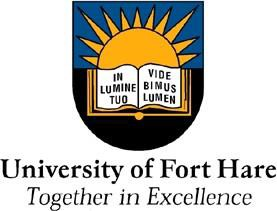 IN
LUMINE
TUO
VIDE
BIMUS
LUMEN
University of Fort Hare
Together in Excellence